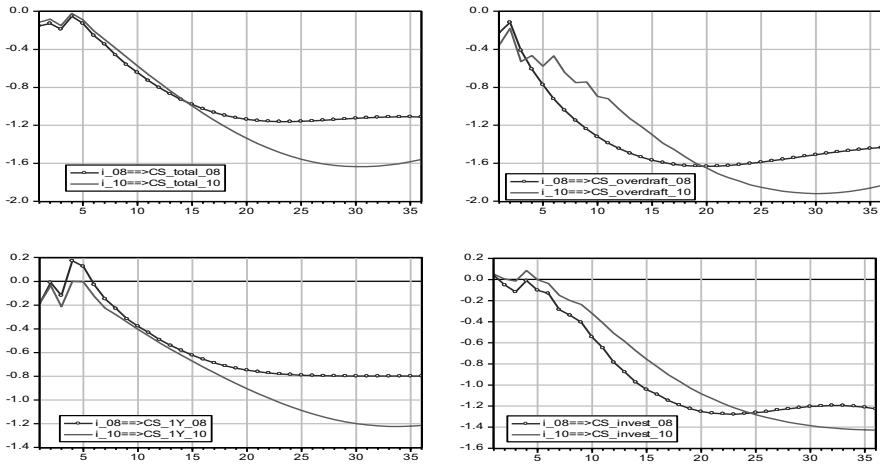 0.0
-0.4
-0.8
-1.2
-1.6
-2.0
i_08==>CS_total_08
i_10==>CS_total_10
5 10 15 20 25 30 35
0.0
-0.4
-0.8
-1.2
-1.6
-2.0
i_08==>CS_overdraft_08
i_10==>CS_overdraft_10
5 10 15 20 25 30 35
0.2
0.0
-0.2
-0.4
-0.6
-0.8
-1.0
-1.2
-1.4
i_08==>CS_1Y_08
i_10==>CS_1Y_10
5 10 15 20 25 30 35
0.2
0.0
-0.2
-0.4
-0.6
-0.8
-1.0
-1.2
-1.4
-1.6
i_08==>CS_invest_08
i_10==>CS_invest_10
5 10 15 20 25 30 35